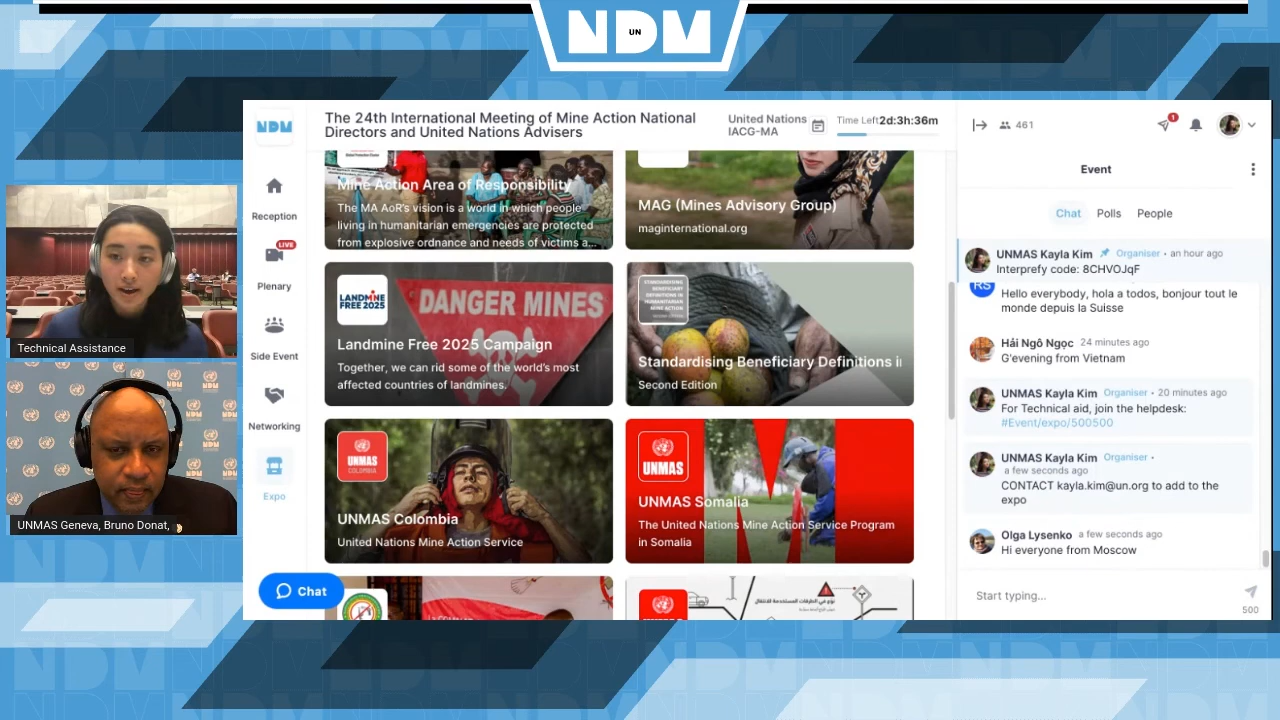 NDM
UN
NDM
The 24th International Meeting of Mine Action National
Directors and United Nations Advisers
United Nations
IACG-MA
Time Left 2d:3h:36m
461
1
Reception
LIVE
Plenary
Side Event
Networking
Expo
Chat
Mine Action Area of Responsibility
The MA AoR's vision is a world in which people
living in humanitarian emergencies are protected
from explosive ordnance and needs of victims a...
MAG (Mines Advisory Group)
maginternational.org
LANDMINE
FREE 2025
DANGER MINES
Landmine Free 2025 Campaign
Together, we can rid some of the world's most
affected countries of landmines.
STANDARDISING
BENEFICIARY
DEFINITIONS IN
HUMANITARIAN
MINE ACTION
Standardising Beneficiary Definitions i
Second Edition
UNMAS
COLOMBIA
UNMAS Colombia
United Nations Mine Action Service
UNMAS
UNMAS Somalia
The United Nations Mine Action Service Program
in Somalia
Event
Chat
Polls
People
UNMAS Kayla Kim Organiser • an hour ago
Interprefy code: 8CHVOJqF
RS
Hello everybody, hola a todos, bonjour tout le
monde depuis la Suisse
Hải Ngô Ngọc 24 minutes ago
G'evening from Vietnam
UNMAS Kayla Kim Organiser • 20 minutes ago
For Technical aid, join the helpdesk:
#Event/expo/500500
UNMAS Kayla Kim Organiser •
a few seconds ago
CONTACT kayla.kim@un.org to add to the
expo
Olga Lysenko a few seconds ago
Hi everyone from Moscow
Start typing...
500
Technical Assistance
UNMAS Geneva, Bruno Donat,